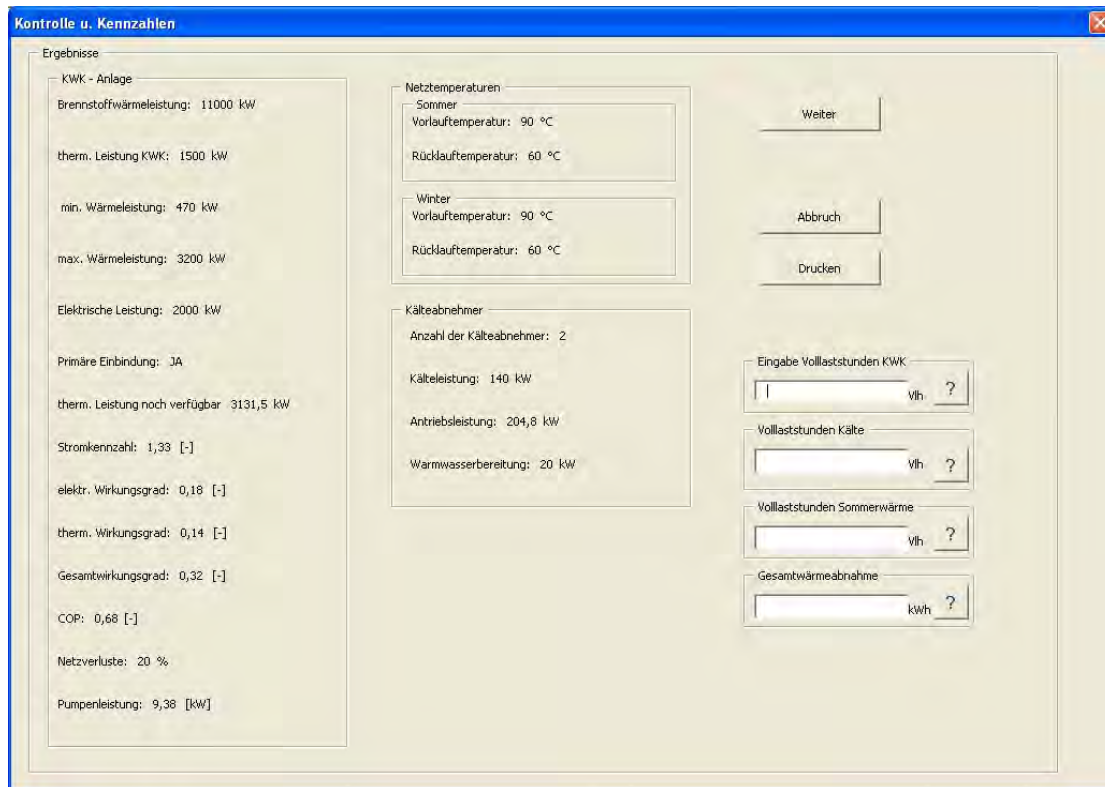 Kontrolle u. Kennzahlen
Ergebnisse
KWK - Anlage
Brennstoffwärmeleistung: 11000 kW
therm. Leistung KWK: 1500 kW
min. Wärmeleistung: 470 kW
max. Wärmeleistung: 3200 kW
Elektrische Leistung: 2000 kW
Primäre Einbindung: JA
therm. Leistung noch verfügbar 3131,5 kW
Stromkennzahl: 1,33 [-]
elektr. Wirkungsgrad: 0,18 [-]
therm. Wirkungsgrad: 0,14 [-]
Gesamtwirkungsgrad: 0,32 [-]
COP: 0,68 [-]
Netzverluste: 20 %
Pumpenleistung: 9,38 [kW]
Netztemperaturen
Sommer
Vorlauftemperatur: 90 °C
Rücklauftemperatur: 60 °C
Winter
Vorlauftemperatur: 90 °C
Rücklauftemperatur: 60 °C
Kälteabnehmer
Anzahl der Kälteabnehmer: 2
Kälteleistung: 140 kW
Antriebsleistung: 204,8 kW
Warmwasserbereitung: 20 kW
Weiter
Abbruch
Drucken
Eingabe Volllaststunden KWK
Vlh ?
Volllaststunden Kälte
Vlh ?
Volllaststunden Sommerwärme
Vlh ?
Gesamtwärmeabnahme
kWh ?